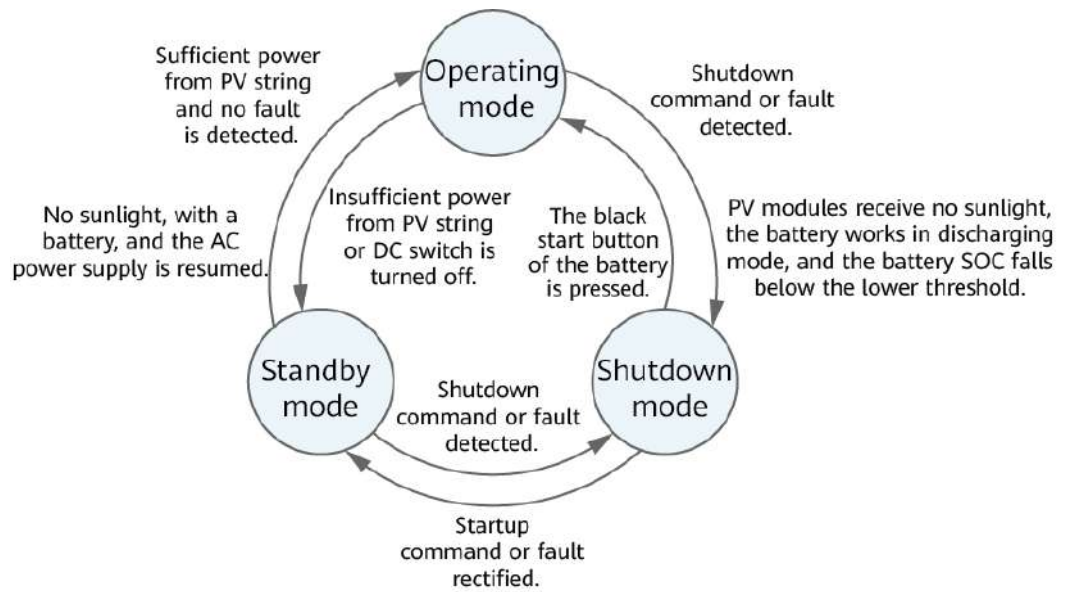 Sufficient power
from PV string
and no fault
is detected.
Operating
mode
Shutdown
command or fault
detected.
No sunlight, with a
battery, and the AC
power supply is resumed.
Insufficient power
from PV string
or DC switch is
turned off.
The black
start button
of the battery
is pressed.
PV modules receive no sunlight,
the battery works in discharging
mode, and the battery SOC falls
below the lower threshold.
Standby
mode
Shutdown
command or fault
detected.
Shutdown
mode
Startup
command or fault
rectified.